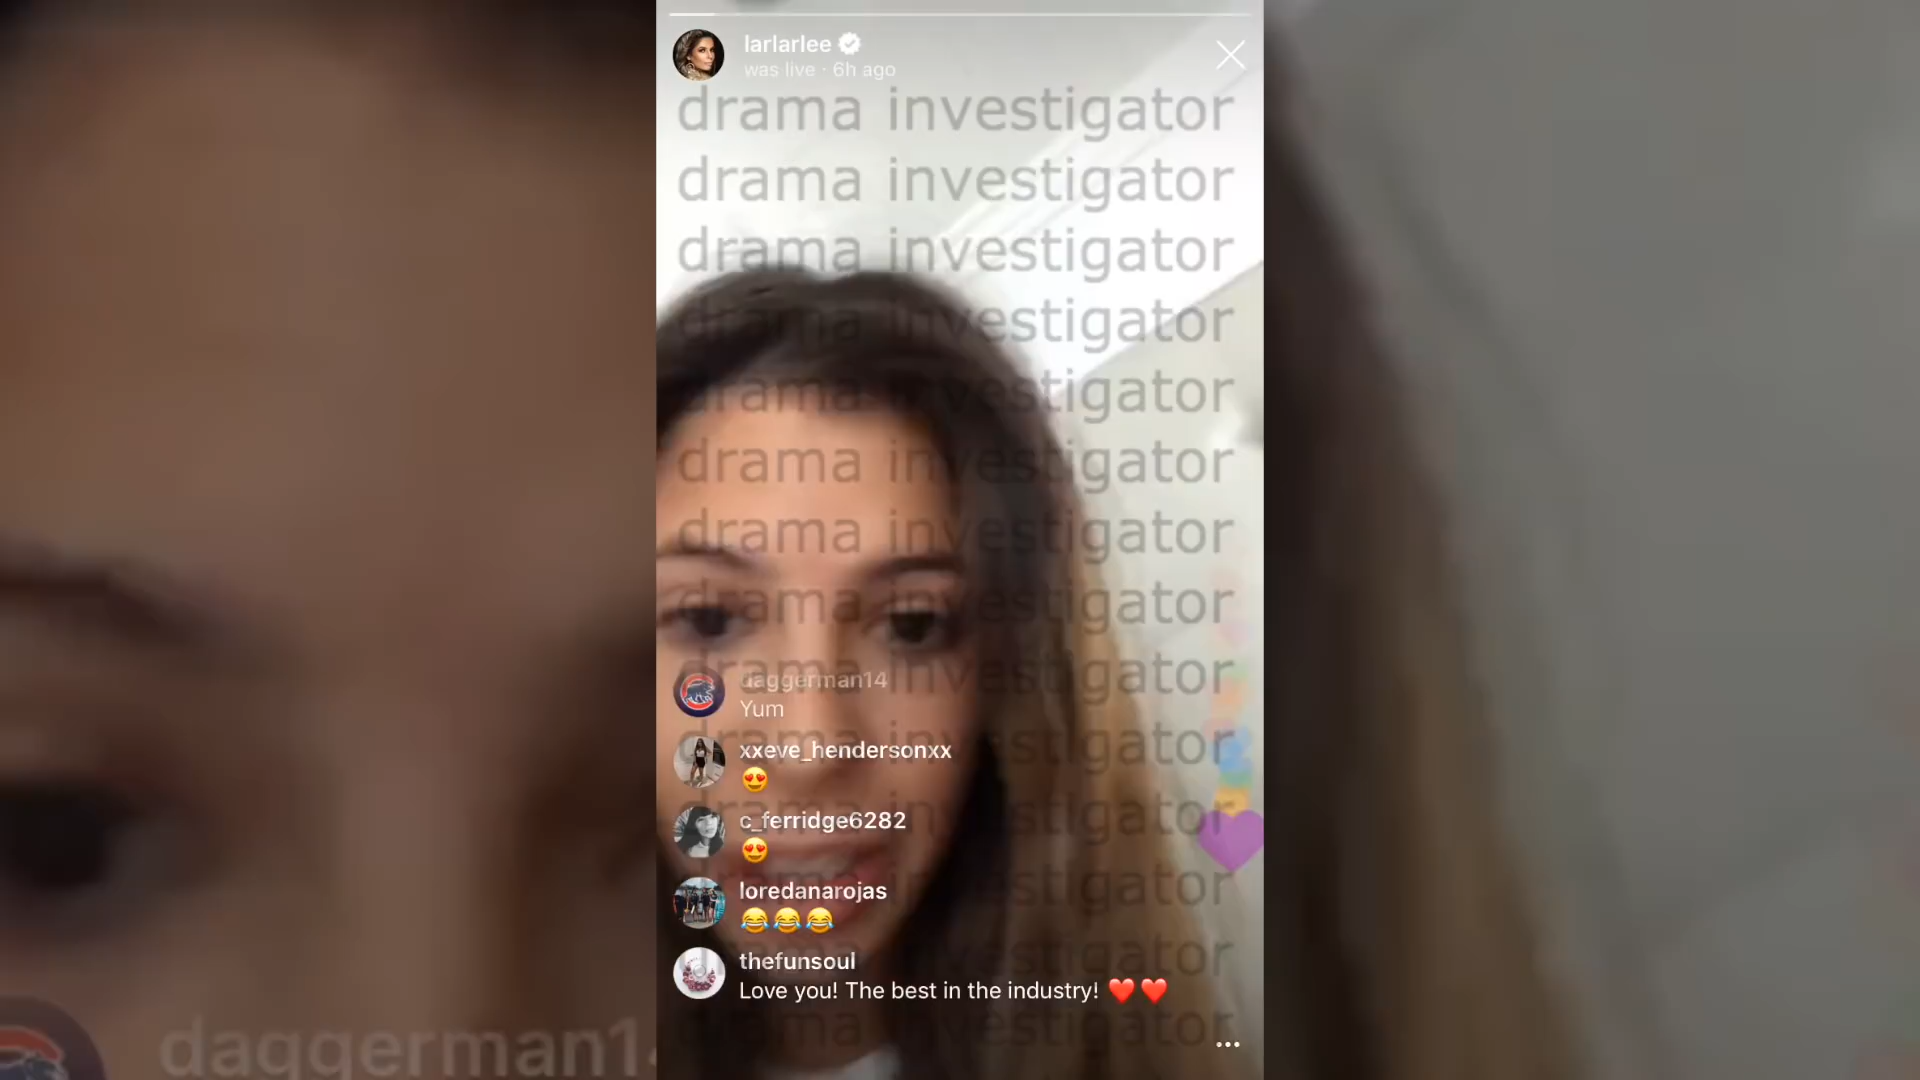 larlarlee
was live · 6h ago
drama investigator
drama investigator
drama investigator
drama investigator
drama investigator
drama investigator
drama investigator
drama investigator
drama investigator
daggerman14
Yum
drama investigator
xxeve_hendersonxx
😍
drama investigator
c_ferridge6282
😍
drama investigator
loredanarojas
😂😂😂
drama investigator
thefunsoul
Love you! The best in the industry! ❤️❤️
drama investigator
...
daggerman14